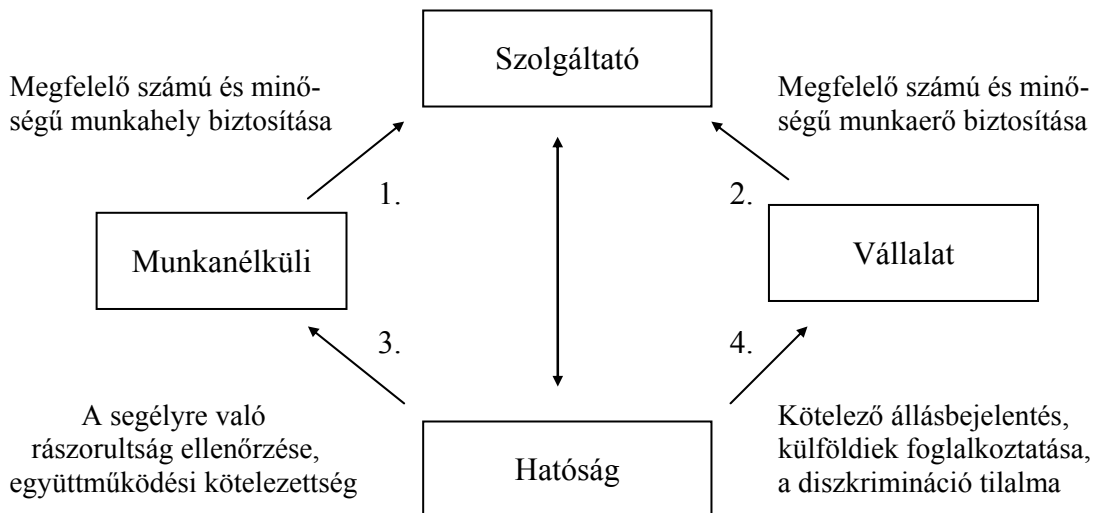 Szolgáltató
Megfelelő számú és minő-
ségű munkahely biztosítása
Megfelelő számú és minő-
ségű munkaerő biztosítása
1.
2.
Munkanélküli
Vállalat
3.
4.
A segélyre való
rászorultság ellenőrzése,
együttműködési kötelezettség
Hatóság
Kötelező állásbejelentés,
külföldiek foglalkoztatása,
a diszkrimináció tilalma